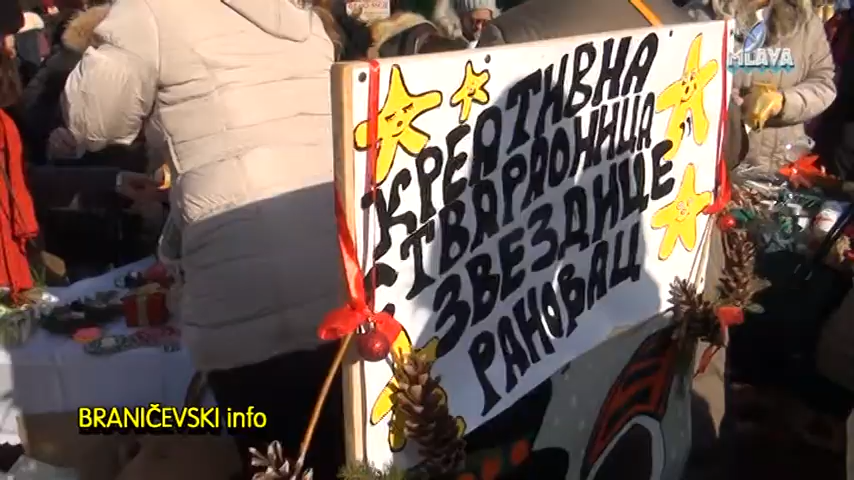 MLAVA
КРЕАТИВНА
СТВАРАОНИЦА
„ЗВЕЗДИЦЕ”
РАНОВАЦ
BRANIČEVSKI info